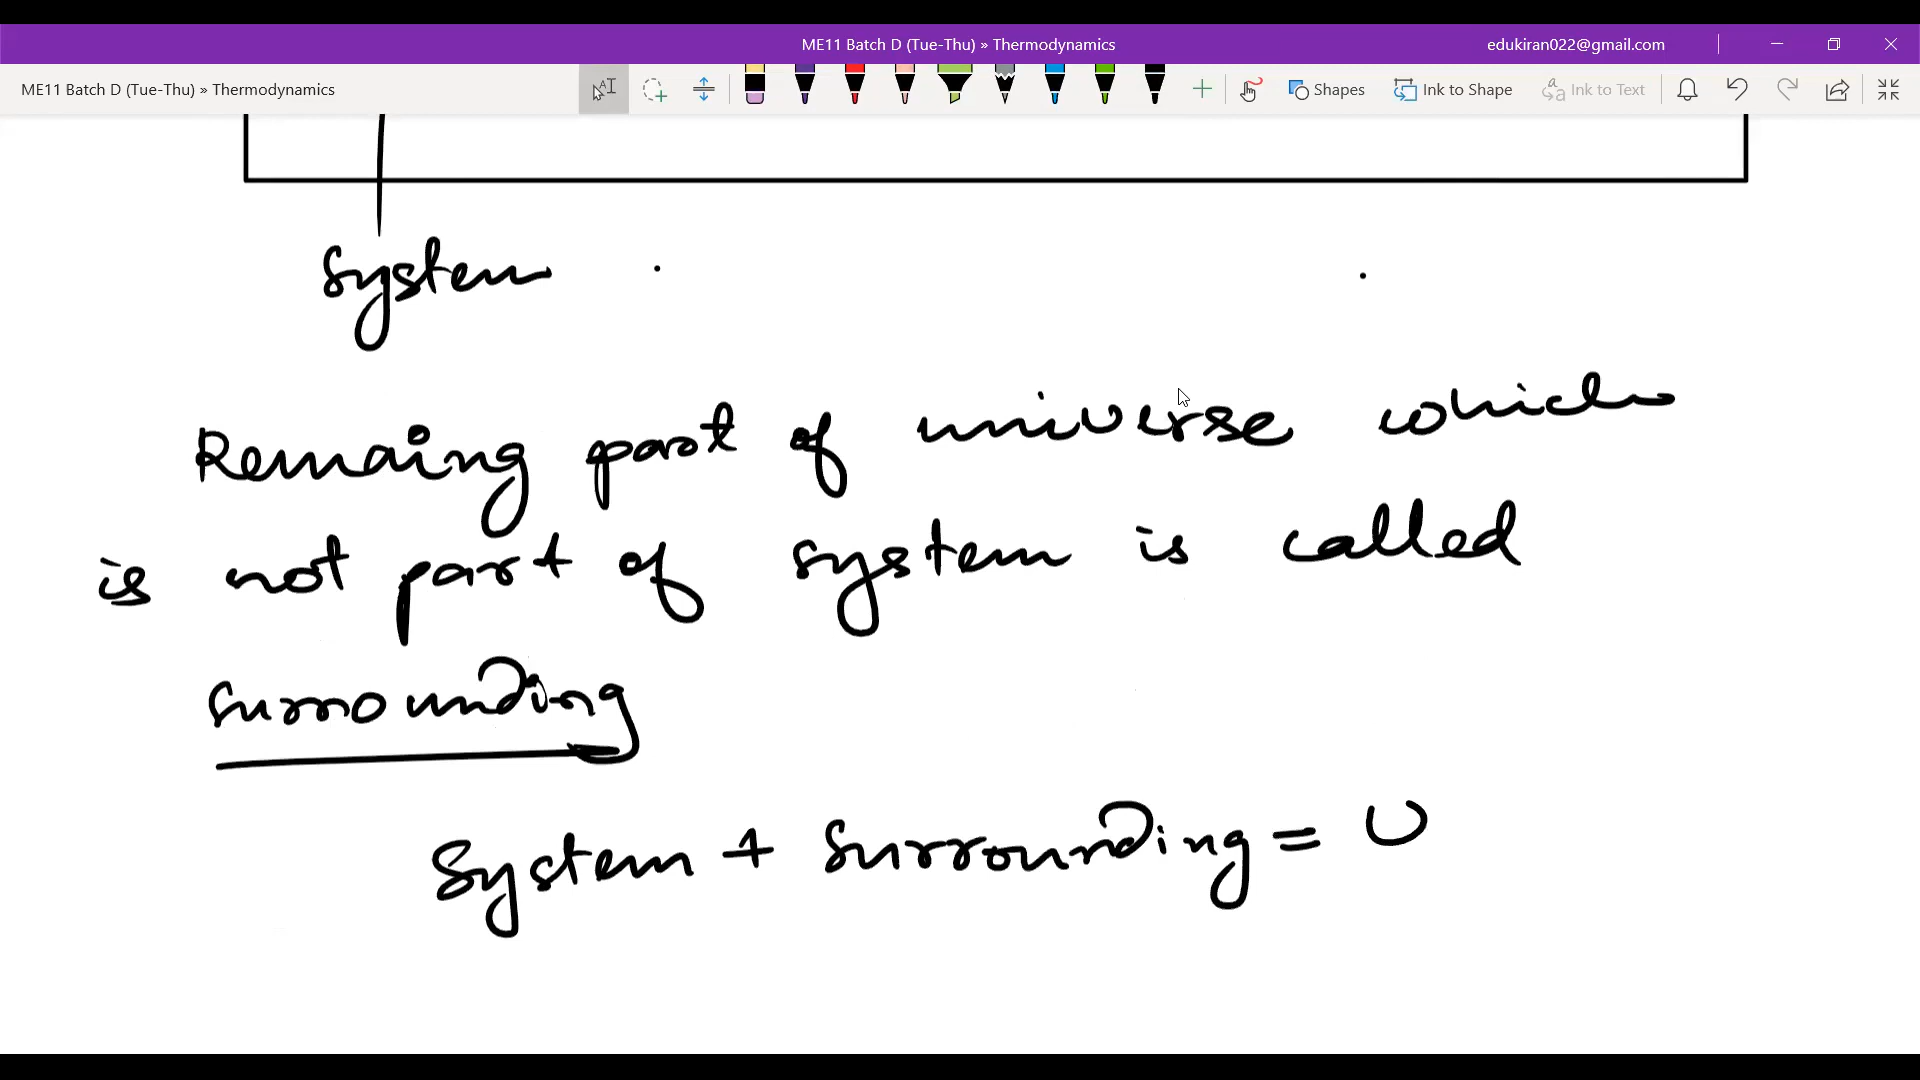 ME11 Batch D (Tue-Thu) » Thermodynamics
edukiran022@gmail.com
ME11 Batch D (Tue-Thu) » Thermodynamics
Shapes
Ink to Shape
Ink to Text
System
Remaing part of universe which
is not part of system is called
surrounding
System + Surrounding = U